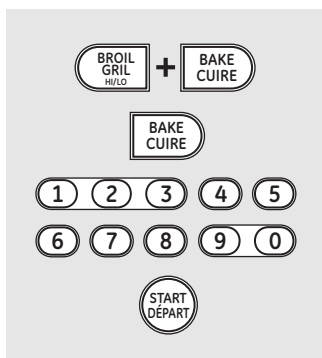 BROIL
GRIL
HI/LO
+
BAKE
CUIRE
BAKE
CUIRE
1 2 3 4 5
6 7 8 9 0
START
DÉPART